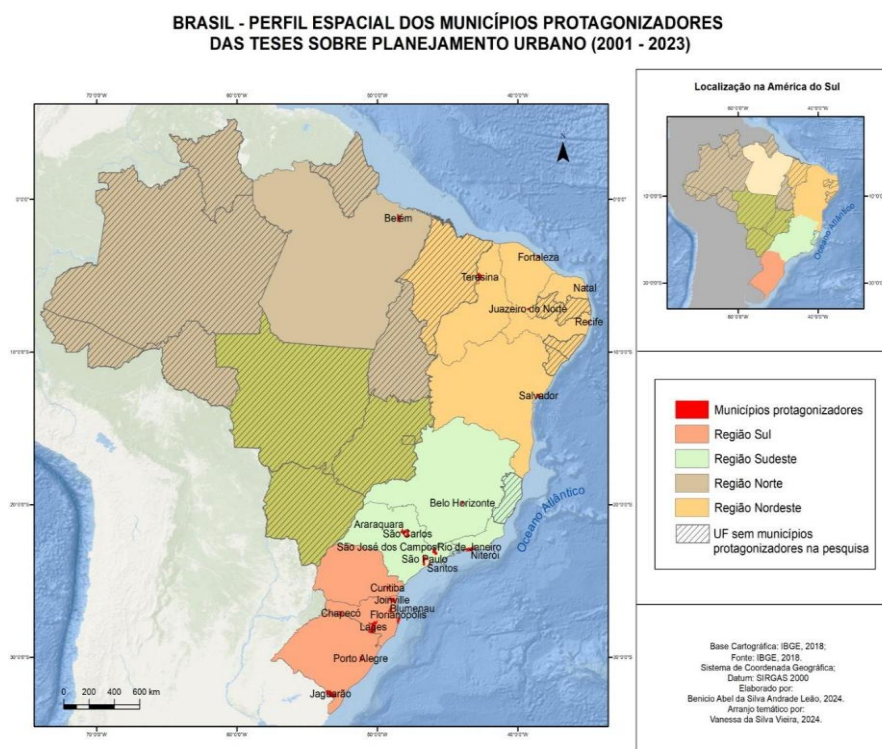 BRASIL - PERFIL ESPACIAL DOS MUNICÍPIOS PROTAGONIZADORES
DAS TESES SOBRE PLANEJAMENTO URBANO (2001 - 2023)
N
Belém
Fortaleza
Teresina
Natal
Juazeiro do Norte
Recife
Salvador
Belo Horizonte
Araraquara
São Carlos
São José dos Campos
Rio de Janeiro
Niterói
São Paulo
Santos
Curitiba
Joinville
Blumenau
Chapecó
Florianópolis
Lages
Porto Alegre
Jaguarão
Oceano Atlântico
0 200 400 600 km
Localização na América do Sul
Oceano Atlântico
Municípios protagonizadores
Região Sul
Região Sudeste
Região Norte
Região Nordeste
UF sem municípios
protagonizadores na pesquisa
Base Cartográfica: IBGE, 2018;
Fonte: IBGE, 2018.
Sistema de Coordenada Geográfica;
Datum: SIRGAS 2000
Elaborado por:
Benicio Abel da Silva Andrade Leão, 2024.
Arranjo temático por:
Vanessa da Silva Vieira, 2024.